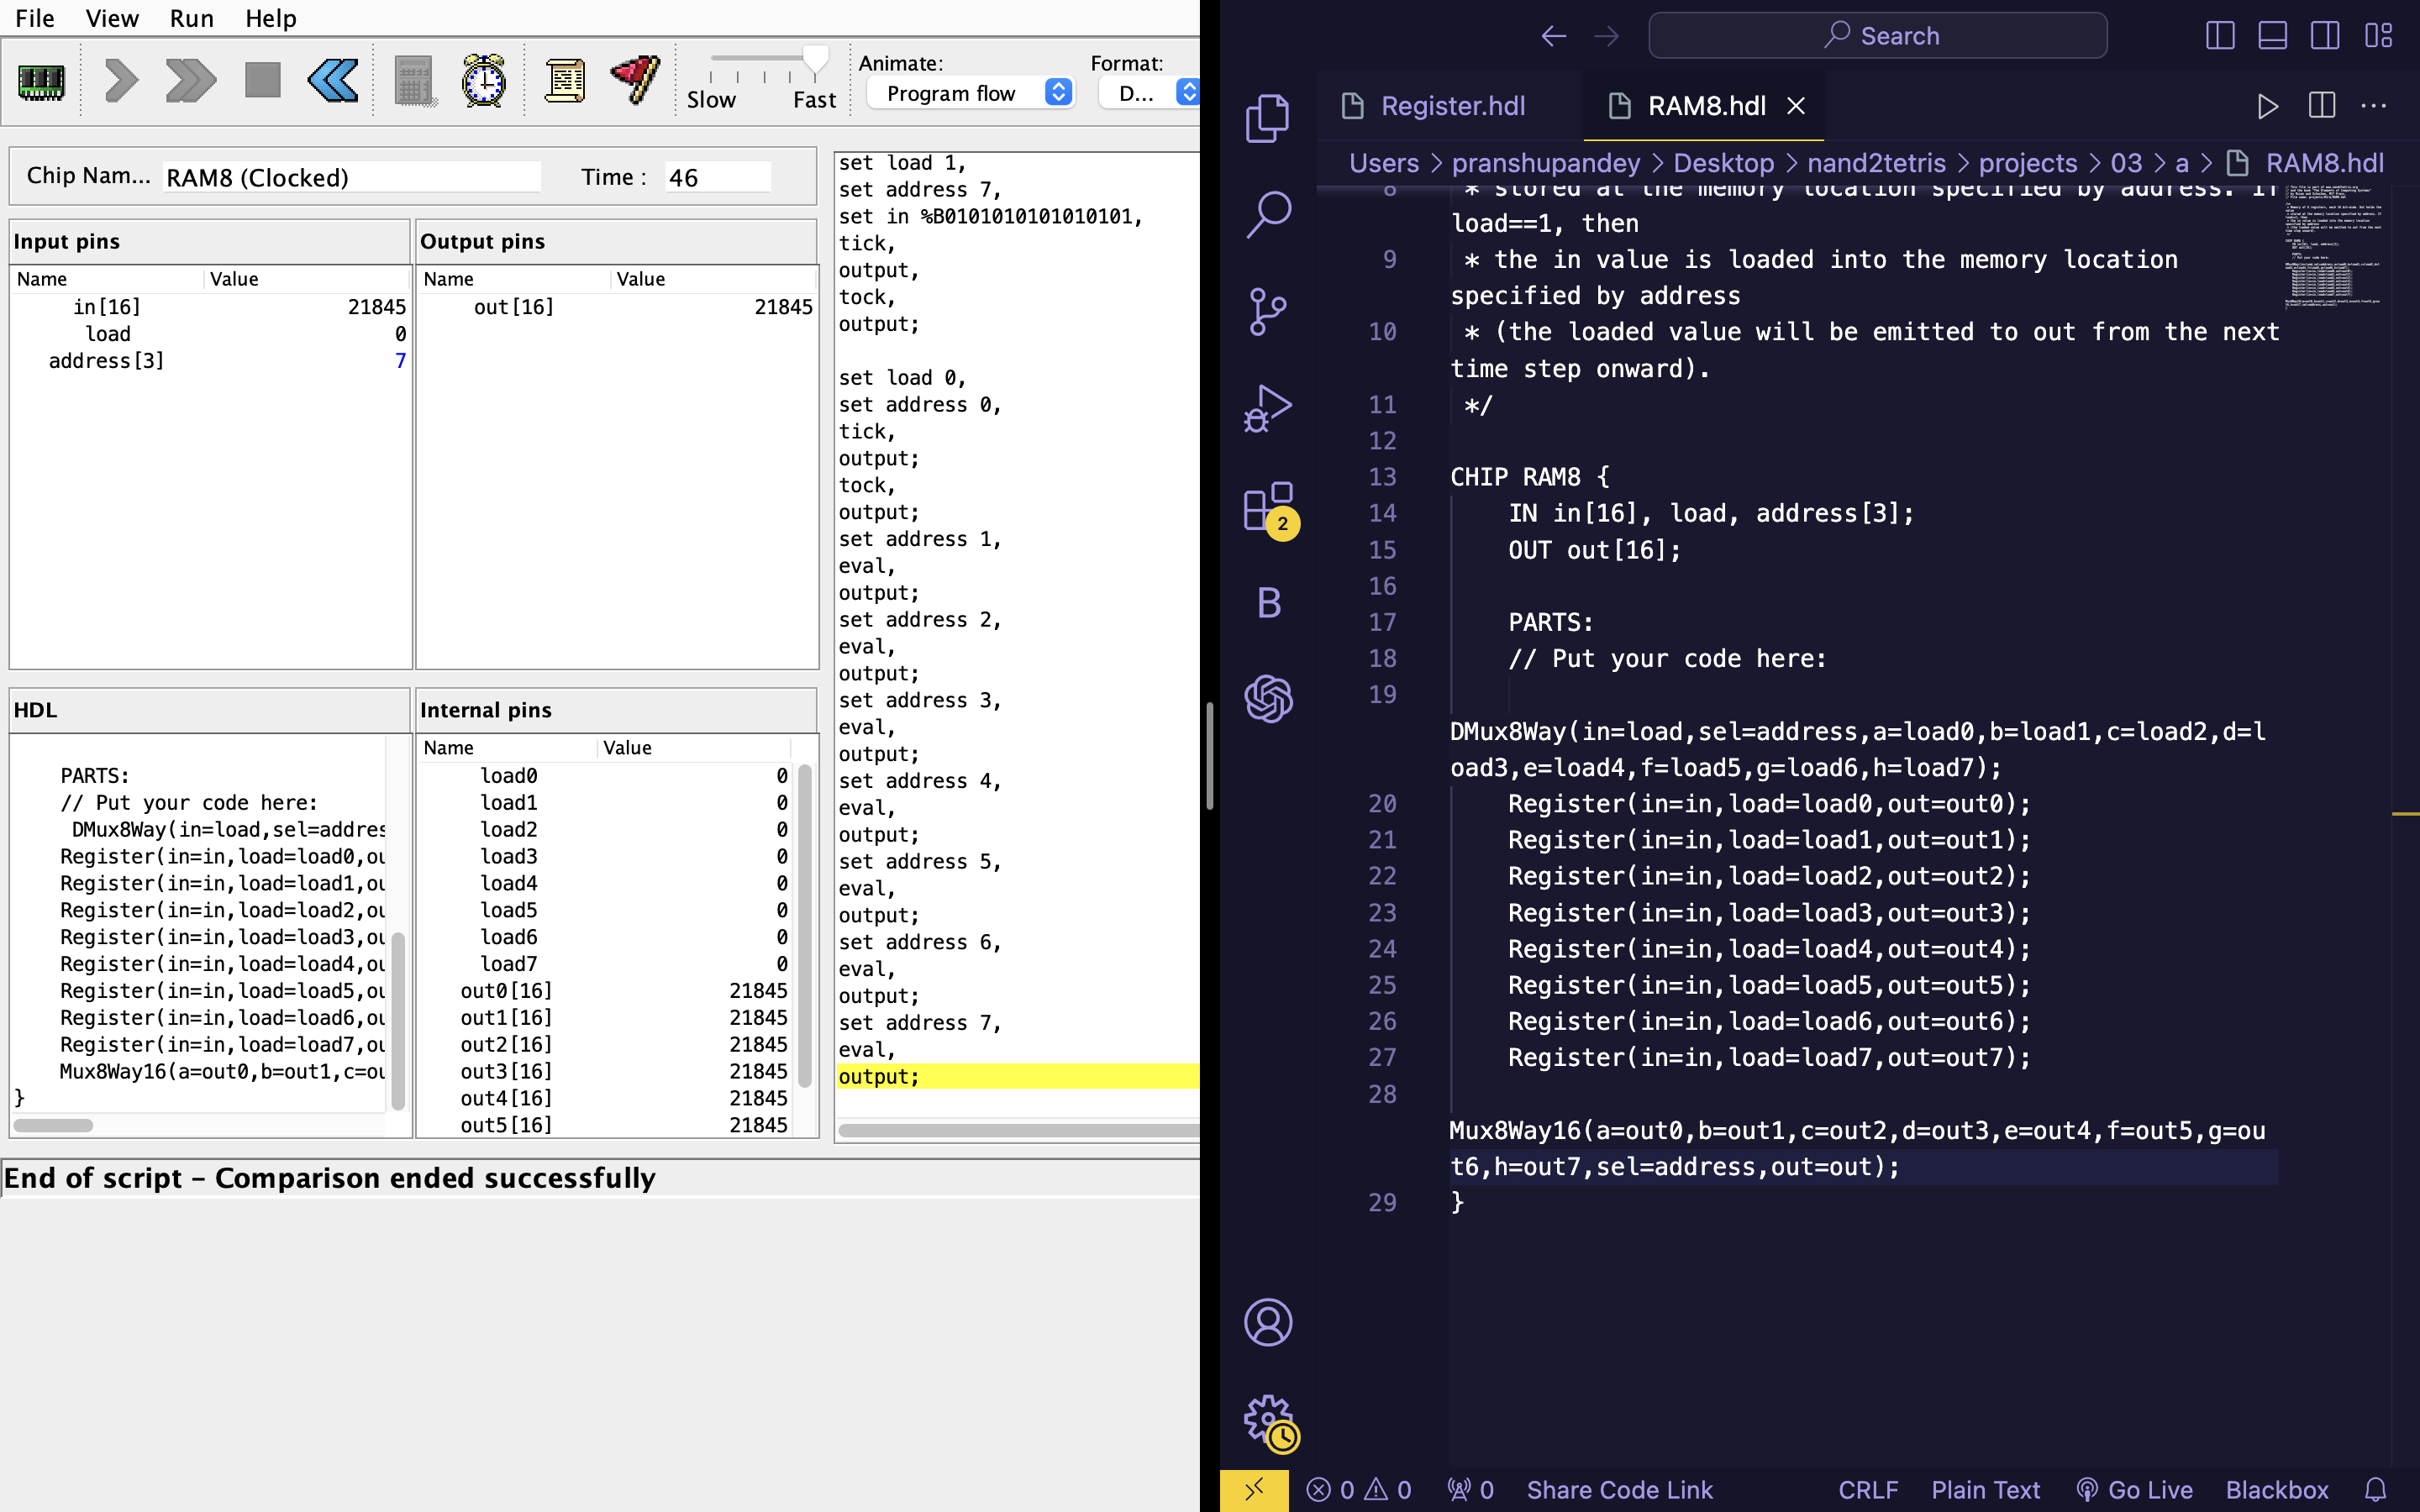 File View Run Help
Slow Fast
Animate:
Program flow
Format:
D...
Chip Nam... RAM8 (Clocked) Time : 46
Input pins
Name Value
in[16] 21845
load 0
address[3] 7
Output pins
Name Value
out[16] 21845
HDL
PARTS:
// Put your code here:
DMux8Way(in=load,sel=addres
Register(in=in,load=load0,ou
Register(in=in,load=load1,ou
Register(in=in,load=load2,ou
Register(in=in,load=load3,ou
Register(in=in,load=load4,ou
Register(in=in,load=load5,ou
Register(in=in,load=load6,ou
Register(in=in,load=load7,ou
Mux8Way16(a=out0,b=out1,c=ou
}
Internal pins
Name Value
load0 0
load1 0
load2 0
load3 0
load4 0
load5 0
load6 0
load7 0
out0[16] 21845
out1[16] 21845
out2[16] 21845
out3[16] 21845
out4[16] 21845
out5[16] 21845
set load 1,
set address 7,
set in %B0101010101010101,
tick,
output,
tock,
output;
set load 0,
set address 0,
tick,
output;
tock,
output;
set address 1,
eval,
output;
set address 2,
eval,
output;
set address 3,
eval,
output;
set address 4,
eval,
output;
set address 5,
eval,
output;
set address 6,
eval,
output;
set address 7,
eval,
output;
End of script - Comparison ended successfully
Search
Register.hdl RAM8.hdl
Users > pranshupandey > Desktop > nand2tetris > projects > 03 > a > RAM8.hdl
8 * stored at the memory location specified by address. If
load==1, then
9 * the in value is loaded into the memory location
specified by address
10 * (the loaded value will be emitted to out from the next
time step onward).
11 */
12
13 CHIP RAM8 {
14 IN in[16], load, address[3];
15 OUT out[16];
16
17 PARTS:
18 // Put your code here:
19
DMux8Way(in=load,sel=address,a=load0,b=load1,c=load2,d=l
oad3,e=load4,f=load5,g=load6,h=load7);
20 Register(in=in,load=load0,out=out0);
21 Register(in=in,load=load1,out=out1);
22 Register(in=in,load=load2,out=out2);
23 Register(in=in,load=load3,out=out3);
24 Register(in=in,load=load4,out=out4);
25 Register(in=in,load=load5,out=out5);
26 Register(in=in,load=load6,out=out6);
27 Register(in=in,load=load7,out=out7);
28
Mux8Way16(a=out0,b=out1,c=out2,d=out3,e=out4,f=out5,g=ou
t6,h=out7,sel=address,out=out);
29 }
2
B
0 0 0 Share Code Link CRLF Plain Text Go Live Blackbox